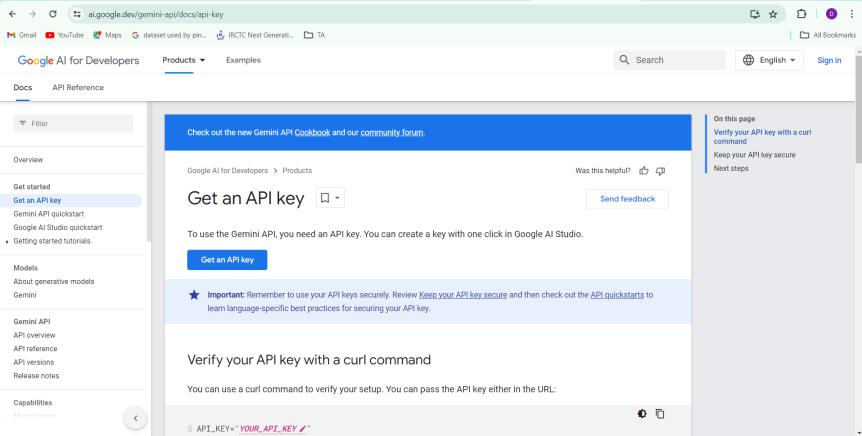 ai.google.dev/gemini-api/docs/api-key
D
Gmail YouTube Maps dataset used by pin... IRCTC Next Generati... TA All Bookmarks
Google AI for Developers Products Examples Search English Sign in
Docs API Reference
Filter
Overview
Get started
Get an API key
Gemini API quickstart
Google AI Studio quickstart
Getting started tutorials
Models
About generative models
Gemini
Gemini API
API overview
API reference
API versions
Release notes
Capabilities
Check out the new Gemini API Cookbook and our community forum.
Google AI for Developers > Products
Was this helpful?
Get an API key
Send feedback
To use the Gemini API, you need an API key. You can create a key with one click in Google AI Studio.
Get an API key
Important: Remember to use your API keys securely. Review Keep your API key secure and then check out the API quickstarts to
learn language-specific best practices for securing your API key.
Verify your API key with a curl command
You can use a curl command to verify your setup. You can pass the API key either in the URL:
$ API_KEY="YOUR_API_KEY"
On this page
Verify your API key with a curl
command
Keep your API key secure
Next steps